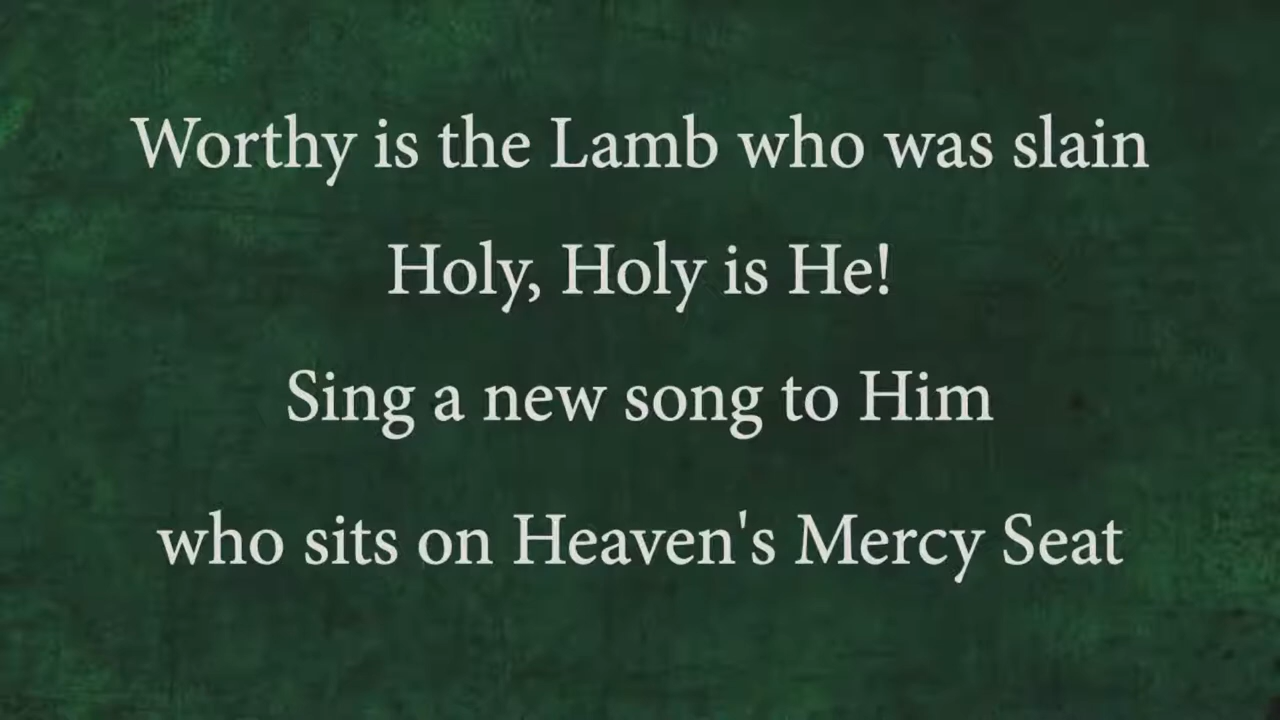 Worthy is the Lamb who was slain
Holy, Holy is He!
Sing a new song to Him
who sits on Heaven's Mercy Seat